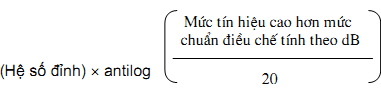 Mức tín hiệu cao hơn mức
chuẩn điều chế tính theo dB
(Hệ số đỉnh) × antilog
20